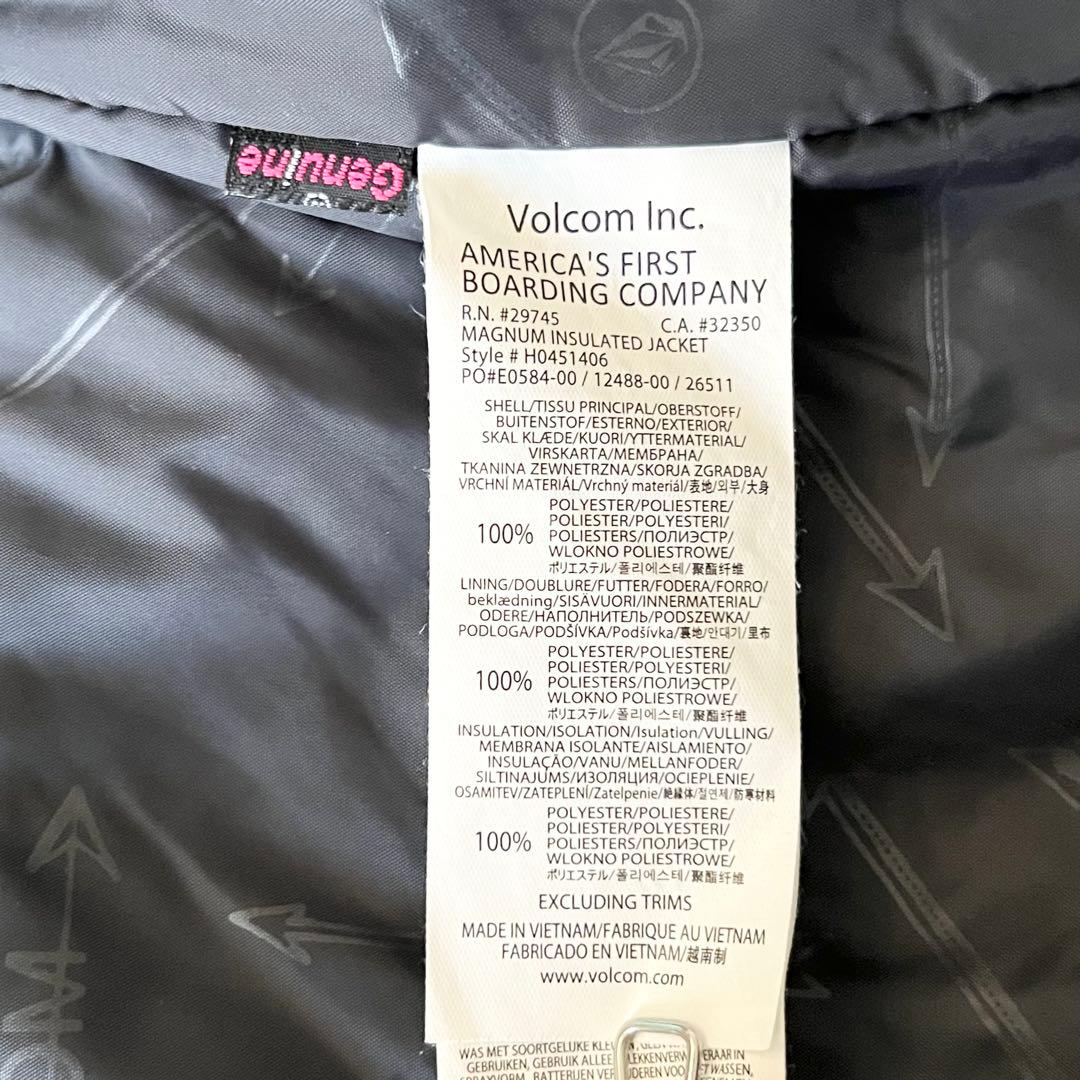 Genuine
Volcom Inc.
AMERICA'S FIRST
BOARDING COMPANY
R.N. #29745 C.A. #32350
MAGNUM INSULATED JACKET
Style # H0451406
PO#E0584-00 / 12488-00 / 26511
SHELL/TISSU PRINCIPAL/OBERSTOFF/
BUITENSTOF/ESTERNO/EXTERIOR/
SKAL KLÆDE/KUORI/YTTERMATERIAL/
VIRSKARTA/МЕМБРАНА/
TKANINA ZEWNETRZNA/SKORJA ZGRADBA/
VRCHNÍ MATERIÁL/Vrchný materiál/表地/외부/大身
100% POLYESTER/POLIESTERE/
POLIESTER/POLYESTERI/
POLIESTERS/ПОЛИЭСТР/
WLOKNO POLIESTROWE/
ポリエステル/폴리에스테/聚酯纤维
LINING/DOUBLURE/FUTTER/FODERA/FORRO/
beklædning/SISÄVUORI/INNERMATERIAL/
ODERE/НАПОЛНИТЕЛЬ/PODSZEWKA/
PODLOGA/PODŠÍVKA/Podšívka/裏地/안대기/里布
100% POLYESTER/POLIESTERE/
POLIESTER/POLYESTERI/
POLIESTERS/ПОЛИЭСТР/
WLOKNO POLIESTROWE/
ポリエステル/폴리에스테/聚酯纤维
INSULATION/ISOLATION/Isulation/VULLING/
MEMBRANA ISOLANTE/AISLAMIENTO/
INSULAÇÃO/VANU/MELLANFODER/
SILTINAJUMS/ИЗОЛЯЦИЯ/OCIEPLENIE/
OSAMITEV/ZATEPLENÍ/Zatelpenie/絶縁体/절연제/防寒材料
100% POLYESTER/POLIESTERE/
POLIESTER/POLYESTERI/
POLIESTERS/ПОЛИЭСТР/
WLOKNO POLIESTROWE/
ポリエステル/폴리에스테/聚酯纤维
EXCLUDING TRIMS
MADE IN VIETNAM/FABRIQUE AU VIETNAM
FABRICADO EN VIETNAM/越南制
www.volcom.com
WAS MET SOORTGELIJKE
GEBRUIKEN, GEBRUIK